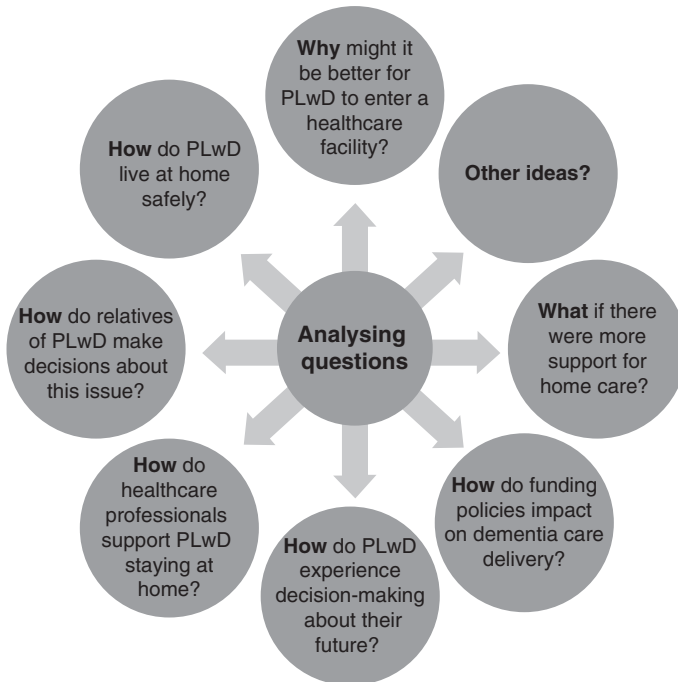 Why might it
be better for
PLwD to enter a
healthcare
facility?
Other ideas?
What if there
were more
support for
home care?
How do funding
policies impact
on dementia care
delivery?
How do PLwD
experience
decision-making
about their
future?
How do
healthcare
professionals
support PLwD
staying at
home?
How do relatives
of PLwD make
decisions about
this issue?
How do PLwD
live at home
safely?
Analysing
questions